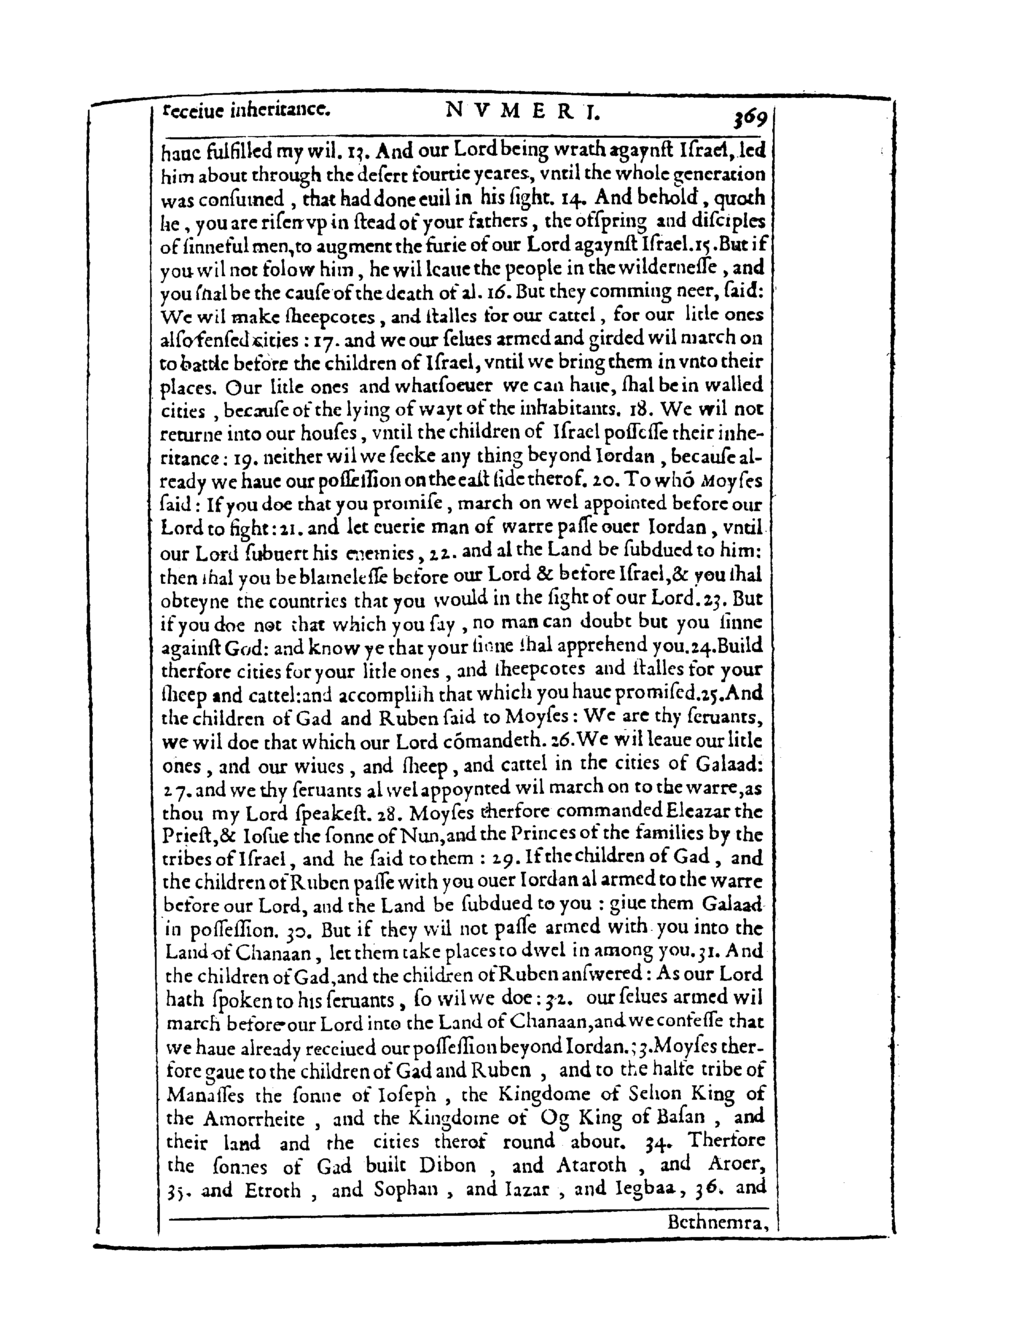 receiue inheritance. NVMERI. 369
haue fulfilled my wil. 13. And our Lord being wrath agaynſt Iſrael, led
him about through the deſert fourtie yeares, vntil the whole generation
was conſumed , that had done euil in his ſight. 14. And behold , quoth
he , you are riſen vp in ſtead of your fathers , the ofſpring and diſciples
of ſinneful men, to augment the furie of our Lord agaynſt Iſrael. 15. But if
you wil not folow him , he wil leaue the people in the wilderneſſe , and
you ſhal be the cauſe of the death of al. 16. But they comming neer, ſaid:
We wil make ſheepcotes , and ſtalles for our cattel , for our litle ones
alſo fenſed cities : 17. and we our ſelues armed and girded wil march on
to battle before the children of Iſrael, vntil we bring them in vnto their
places. Our litle ones and whatſoeuer we can haue, ſhal be in walled
cities , becauſe of the lying of wayt of the inhabitants. 18. We wil not
returne into our houſes , vntil the children of Iſrael poſſeſſe their inhe-
ritance : 19. neither wil we ſeeke any thing beyond Iordan , becauſe al-
ready we haue our poſſeſſion on the eaſt ſide therof. 20. To whō Moyſes
ſaid : If you doe that you promiſe , march on wel appointed before our
Lord to fight : 21. and let euerie man of warre paſſe ouer Iordan , vntil
our Lord ſubuert his enemies , 22. and al the Land be ſubdued to him:
then ſhal you be blameleſſe before our Lord & before Iſrael, & you ſhal
obteyne the countries that you would in the ſight of our Lord. 23. But
if you doe not that which you ſay , no man can doubt but you ſinne
againſt God: and know ye that your ſinne ſhal apprehend you. 24. Build
therfore cities for your litle ones , and ſheepcotes and ſtalles for your
ſheep and cattel: and accompliſh that which you haue promiſed. 25. And
the children of Gad and Ruben ſaid to Moyſes : We are thy ſeruants,
we wil doe that which our Lord cōmandeth. 26. We wil leaue our litle
ones , and our wiues , and ſheep , and cattel in the cities of Galaad:
27. and we thy ſeruants al wel appoynted wil march on to the warre, as
thou my Lord ſpeakeſt. 28. Moyſes therfore commanded Eleazar the
Prieſt, & Ioſue the ſonne of Nun, and the Princes of the families by the
tribes of Iſrael, and he ſaid to them : 29. If the children of Gad , and
the children of Ruben paſſe with you ouer Iordan al armed to the warre
before our Lord, and the Land be ſubdued to you : giue them Galaad
in poſſeſſion. 30. But if they wil not paſſe armed with you into the
Land of Chanaan , let them take places to dwel in among you. 31. And
the children of Gad, and the children of Ruben anſwered : As our Lord
hath ſpoken to his ſeruants , ſo wil we doe : 32. our ſelues armed wil
march before our Lord into the Land of Chanaan, and we confeſſe that
we haue already receiued our poſſeſſion beyond Iordan. 33. Moyſes ther-
fore gaue to the children of Gad and Ruben , and to the halfe tribe of
Manaſſes the ſonne of Ioſeph , the Kingdome of Sehon King of
the Amorrheite , and the Kingdome of Og King of Baſan , and
their land and the cities therof round about. 34. Therfore
the ſonnes of Gad built Dibon , and Ataroth , and Aroer,
35. and Etroth , and Sophan , and Iazar , and Iegbaa , 36. and
Bethnemra,